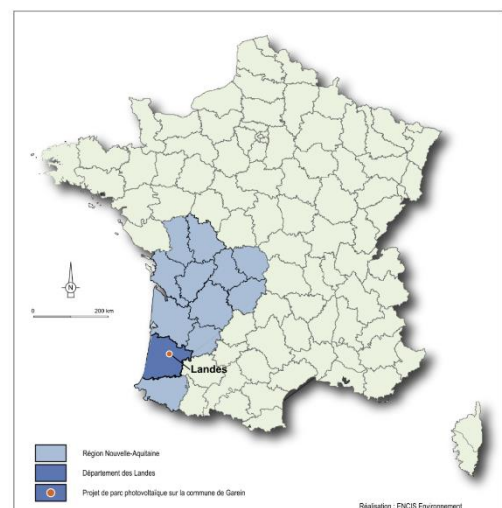 Landes
N
0
200 km
Région Nouvelle-Aquitaine
Département des Landes
Projet de parc photovoltaïque sur la commune de Garein
Réalisation : ENCIS Environnement